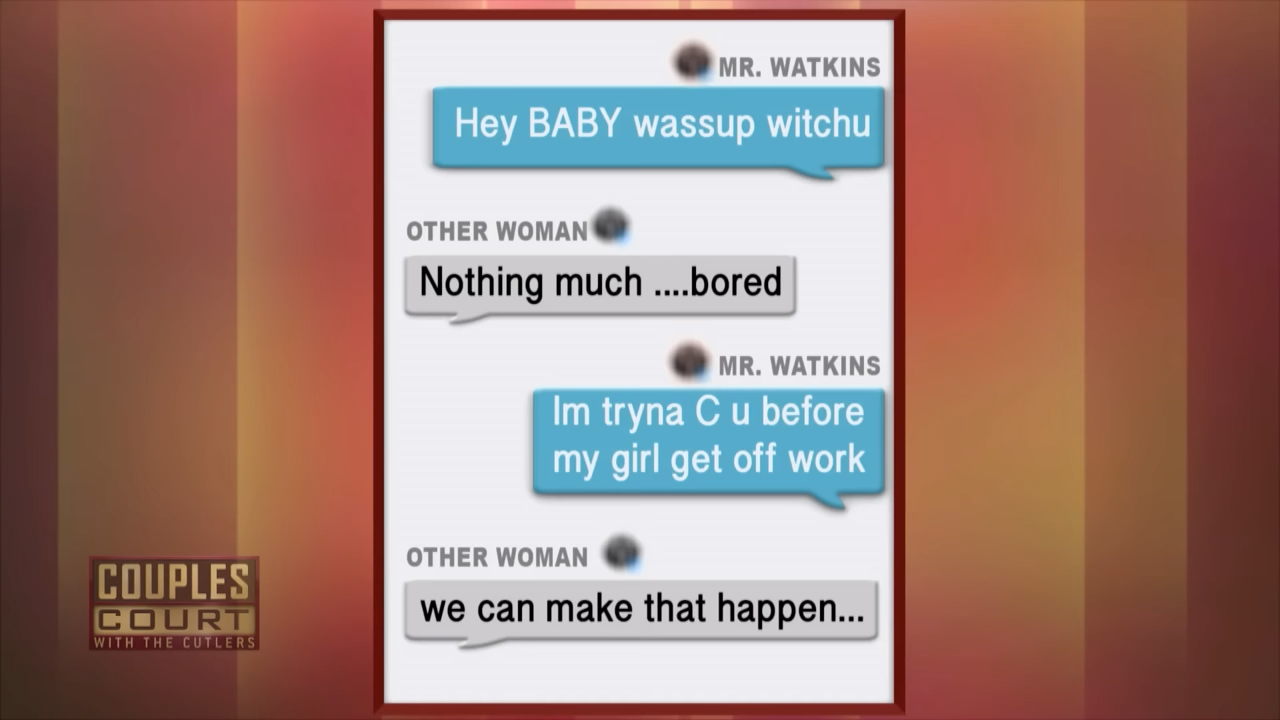 MR. WATKINS
Hey BABY wassup witchu
OTHER WOMAN
Nothing much ....bored
MR. WATKINS
Im tryna C u before
my girl get off work
OTHER WOMAN
we can make that happen...
COUPLES
COURT
WITH THE CUTLERS